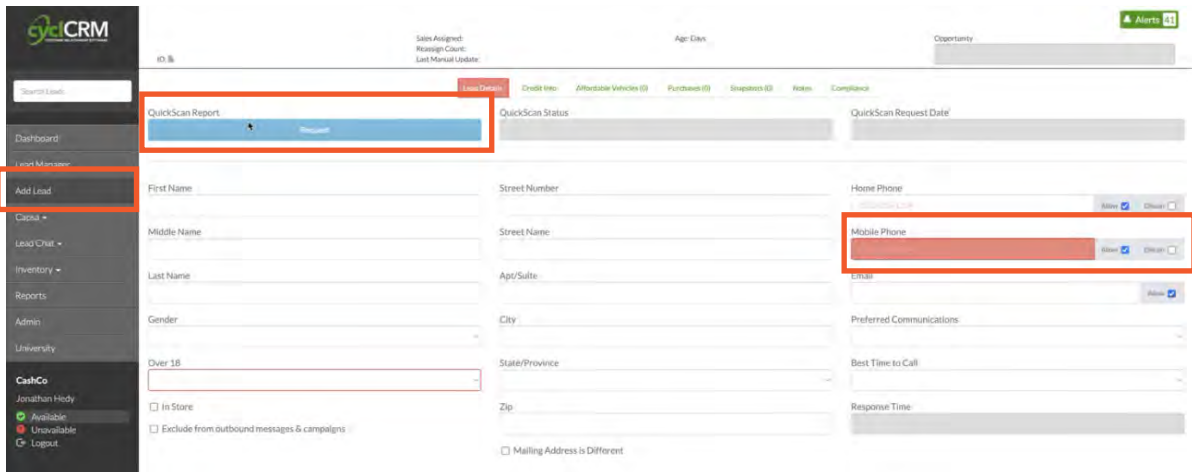 cyclCRM
Alerts 41
Sales Assigned:
Reassign Count:
Last Manual Update:
Age: Days
Opportunity
ID:
Search Leads
Lead Details
Credit Info
Affordable Vehicles (0)
Purchases (0)
Snapshots (0)
Notes
Compliance
QuickScan Report
QuickScan Status
QuickScan Request Date
Request
Dashboard
Lead Manager
Add Lead
Lead Chat
Inventory
Reports
Admin
University
CashCo
Jonathan Hedy
Available
Unavailable
Logout
First Name
Street Number
Home Phone
Allow
Middle Name
Street Name
Mobile Phone
Allow
Last Name
Apt/Suite
Email
Allow
Gender
City
Preferred Communications
Over 18
State/Province
Best Time to Call
In Store
Zip
Response Time
Exclude from outbound messages & campaigns
Mailing Address is Different